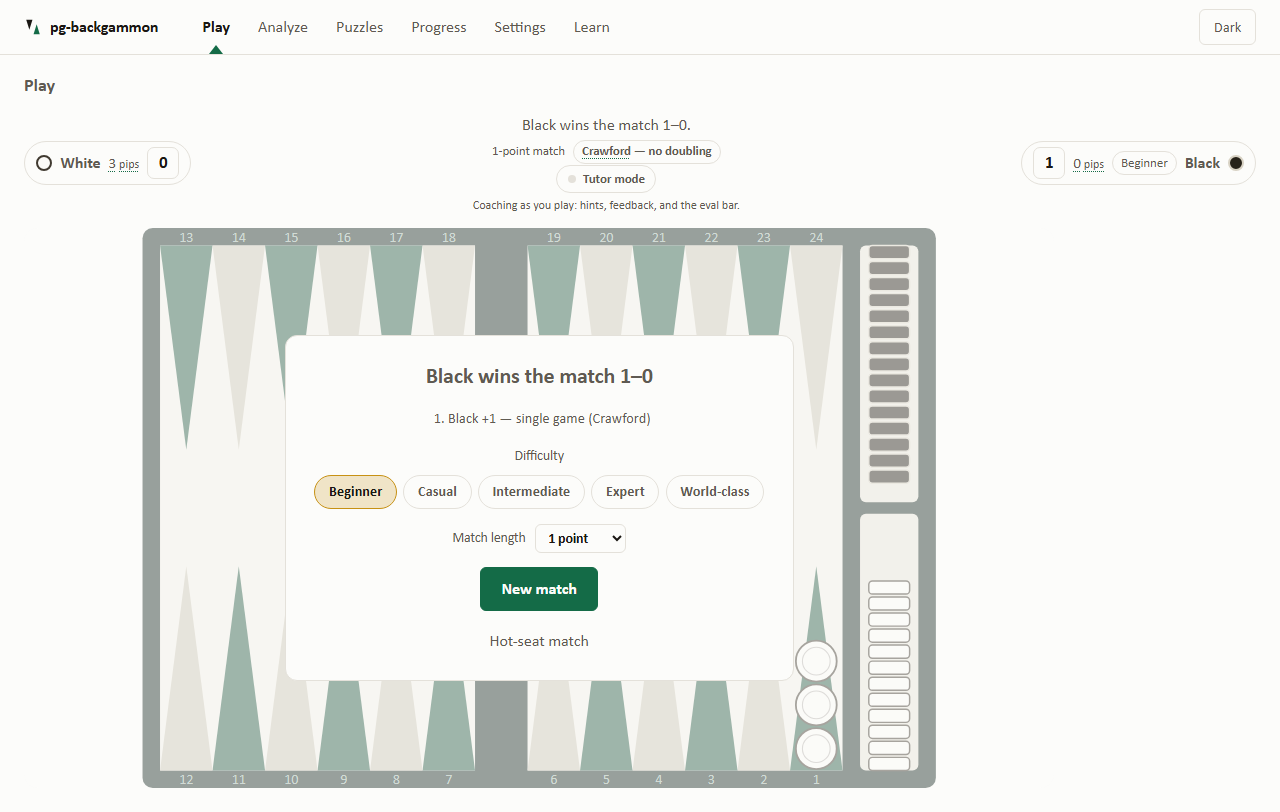 pg-backgammon Play Analyze Puzzles Progress Settings Learn Dark
Play
Black wins the match 1–0.
1-point match Crawford — no doubling
White 3 pips 0
1 0 pips Beginner Black
Tutor mode
Coaching as you play: hints, feedback, and the eval bar.
13 14 15 16 17 18 19 20 21 22 23 24
Black wins the match 1–0
1. Black +1 — single game (Crawford)
Difficulty
Beginner Casual Intermediate Expert World-class
Match length 1 point
New match
Hot-seat match
12 11 10 9 8 7 6 5 4 3 2 1